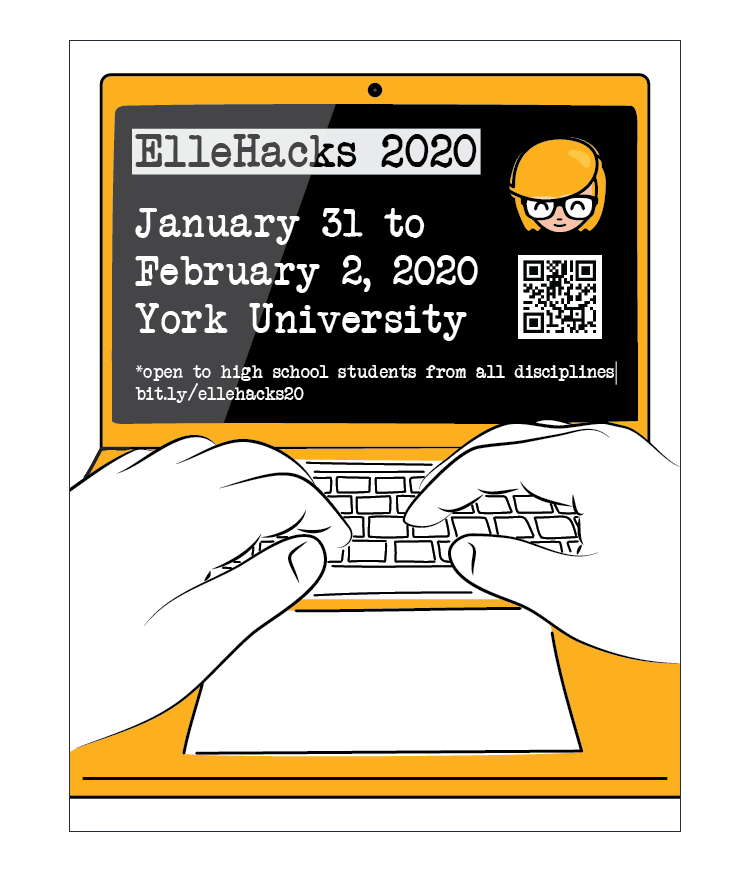 ElleHacks 2020
January 31 to
February 2, 2020
York University
*open to high school students from all disciplines
bit.ly/ellehacks20